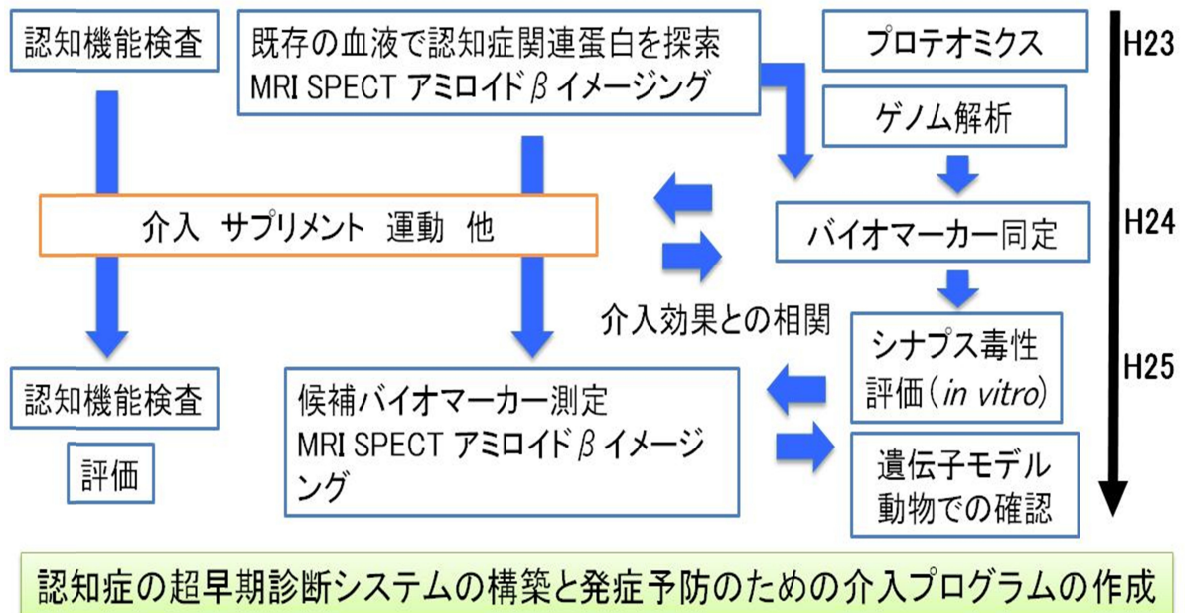 認知機能検査
既存の血液で認知症関連蛋白を探索
MRI SPECT アミロイドβイメージング
プロテオミクス
H23
ゲノム解析
介入 サプリメント 運動 他
バイオマーカー同定
H24
介入効果との相関
シナプス毒性
評価(in vitro)
H25
認知機能検査
評価
候補バイオマーカー測定
MRI SPECT アミロイドβイメージ
ング
遺伝子モデル
動物での確認
認知症の超早期診断システムの構築と発症予防のための介入プログラムの作成